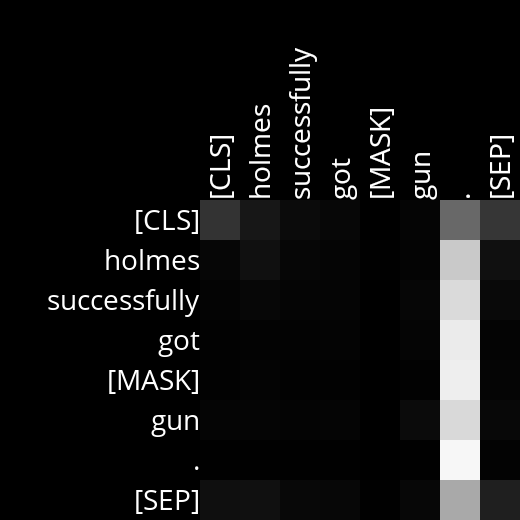 [CLS]
holmes
successfully
got
[MASK]
gun
.
[SEP]
[CLS]
holmes
successfully
got
[MASK]
gun
.
[SEP]